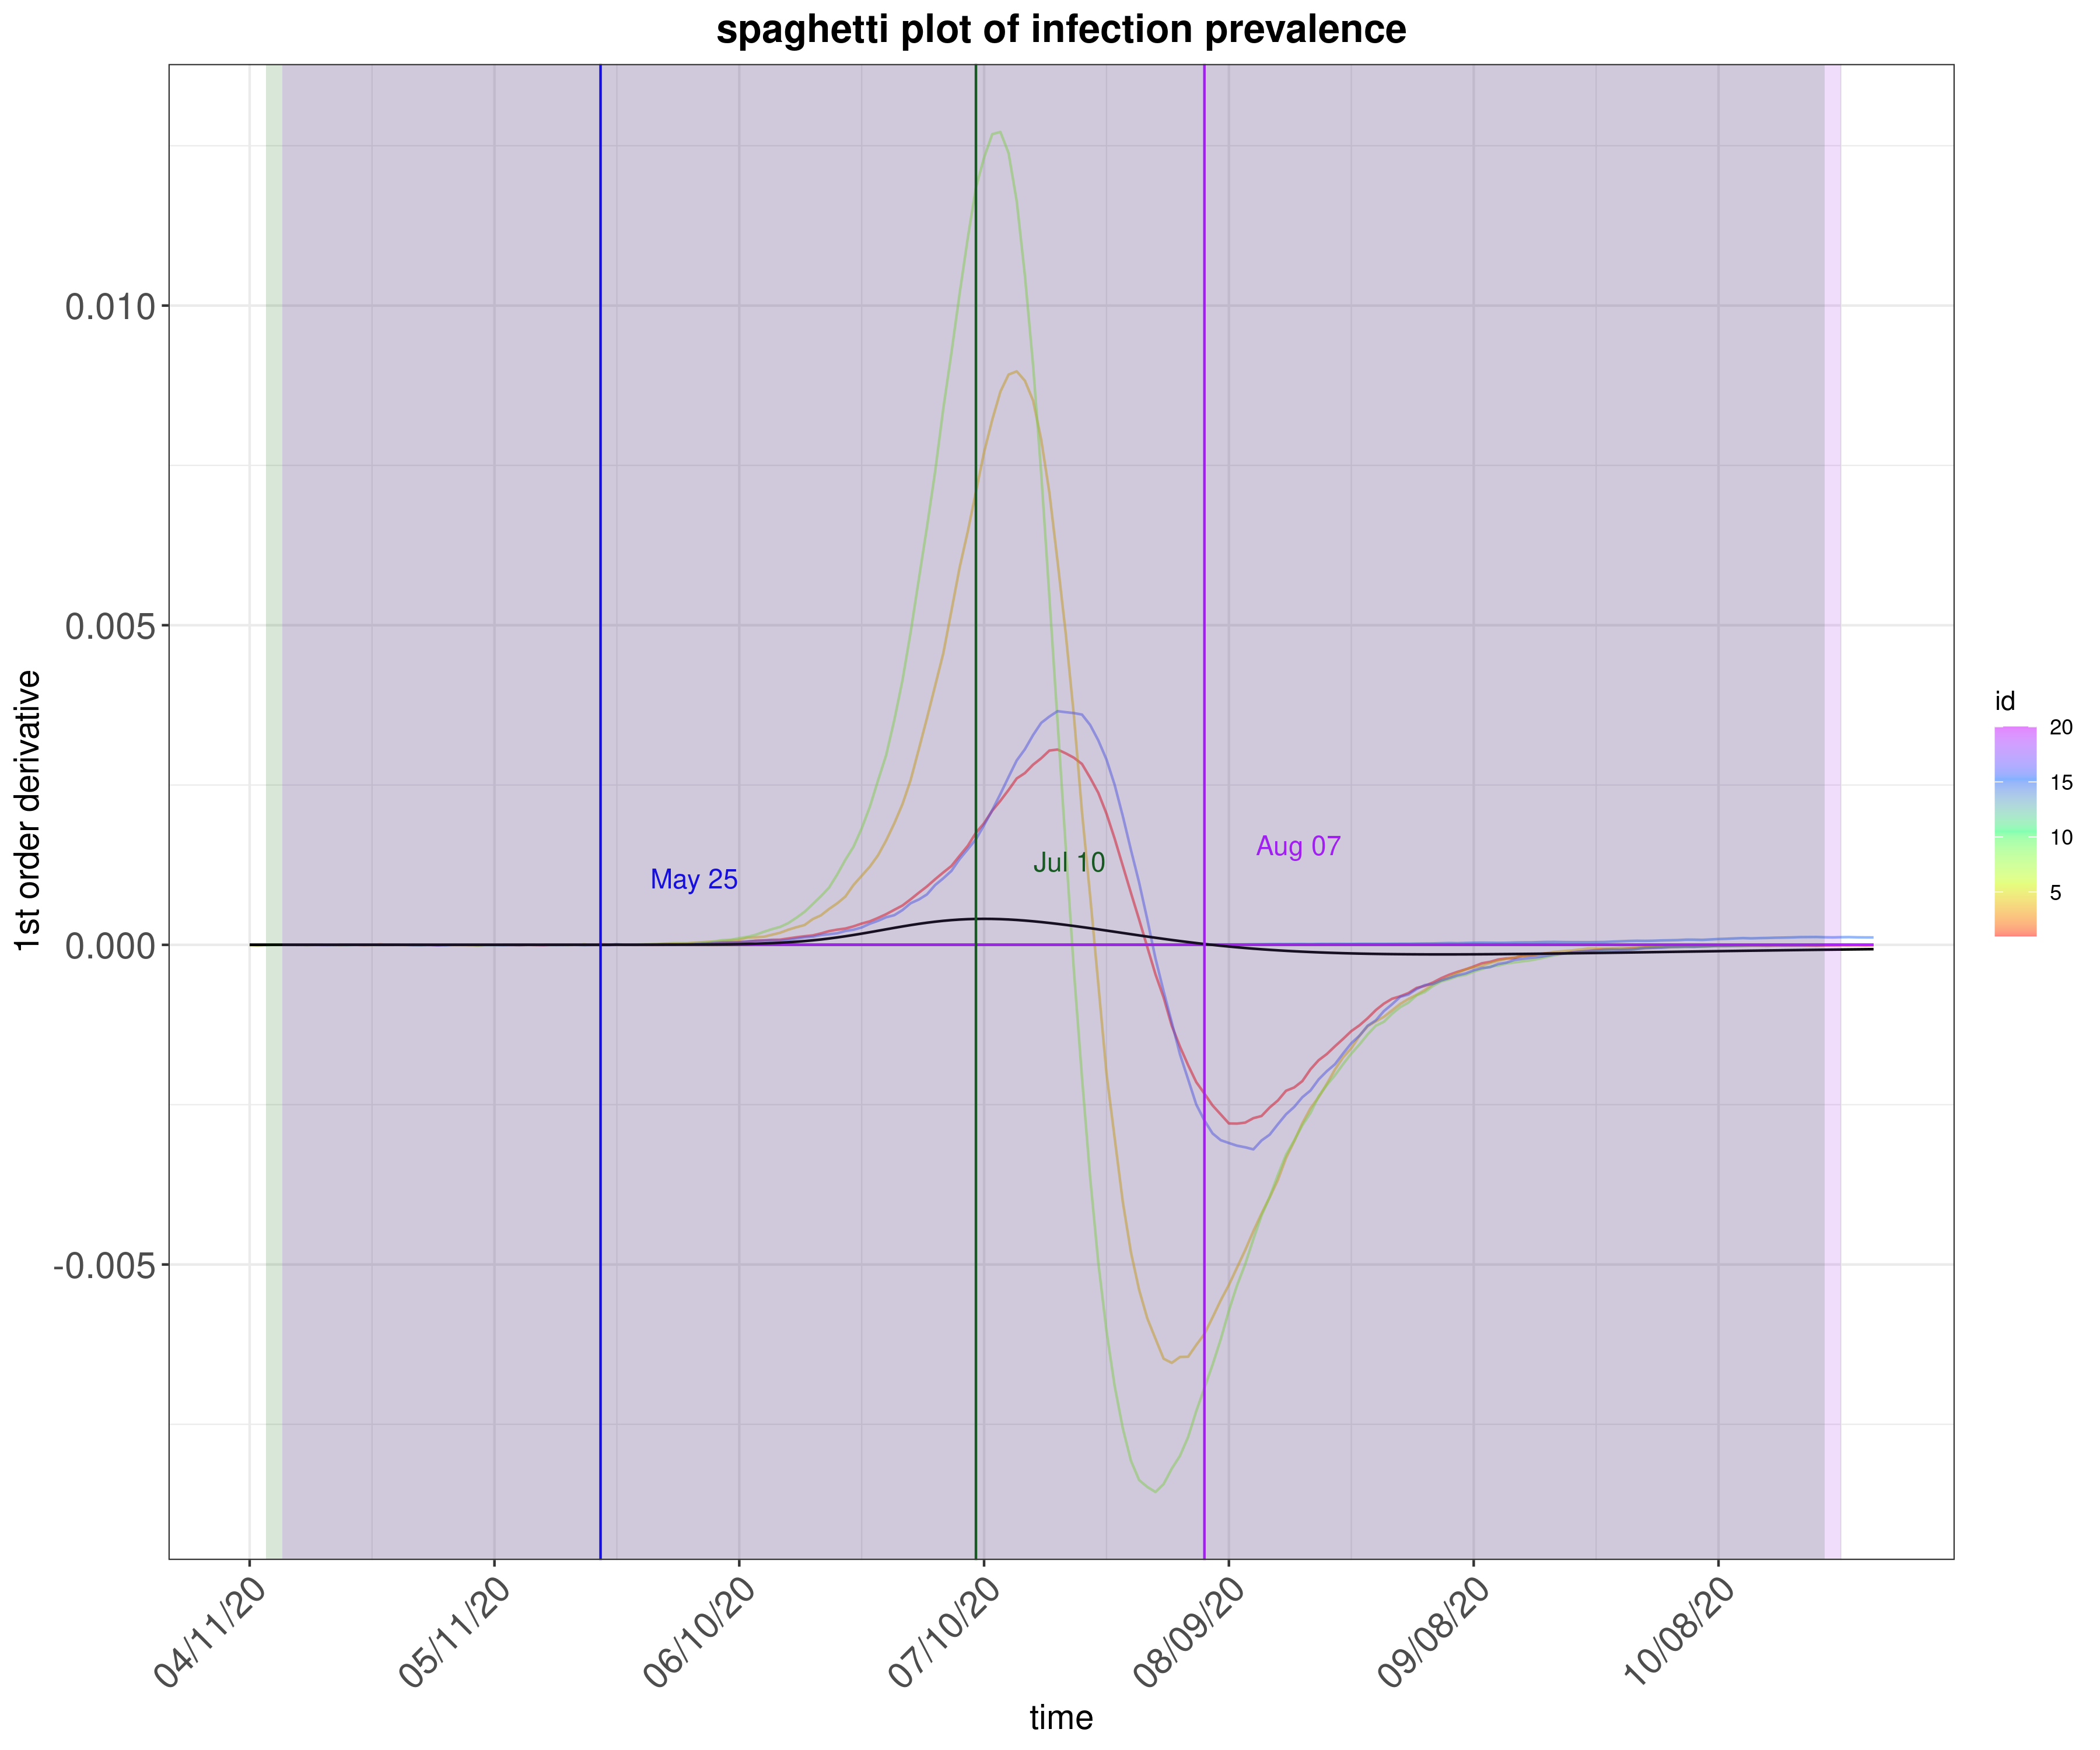 spaghetti plot of infection prevalence
1st order derivative
0.010
0.005
0.000
-0.005
May 25
Jul 10
Aug 07
04/11/20
05/11/20
06/10/20
07/10/20
08/09/20
09/08/20
10/08/20
time
id
20
15
10
5